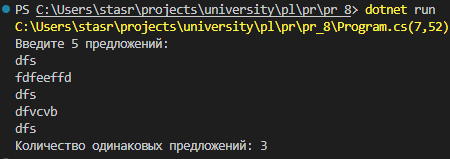 PS C:\Users\stasr\projects\university\pl\pr\pr_8> dotnet run
C:\Users\stasr\projects\university\pl\pr\pr_8\Program.cs(7,52)
Введите 5 предложений:
dfs
fdfeeffd
dfs
dfvcvb
dfs
Количество одинаковых предложений: 3